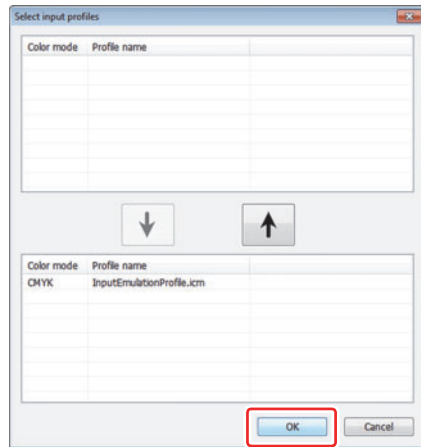 Select input profiles
Color mode Profile name
Color mode Profile name
CMYK InputEmulationProfile.icm
OK Cancel